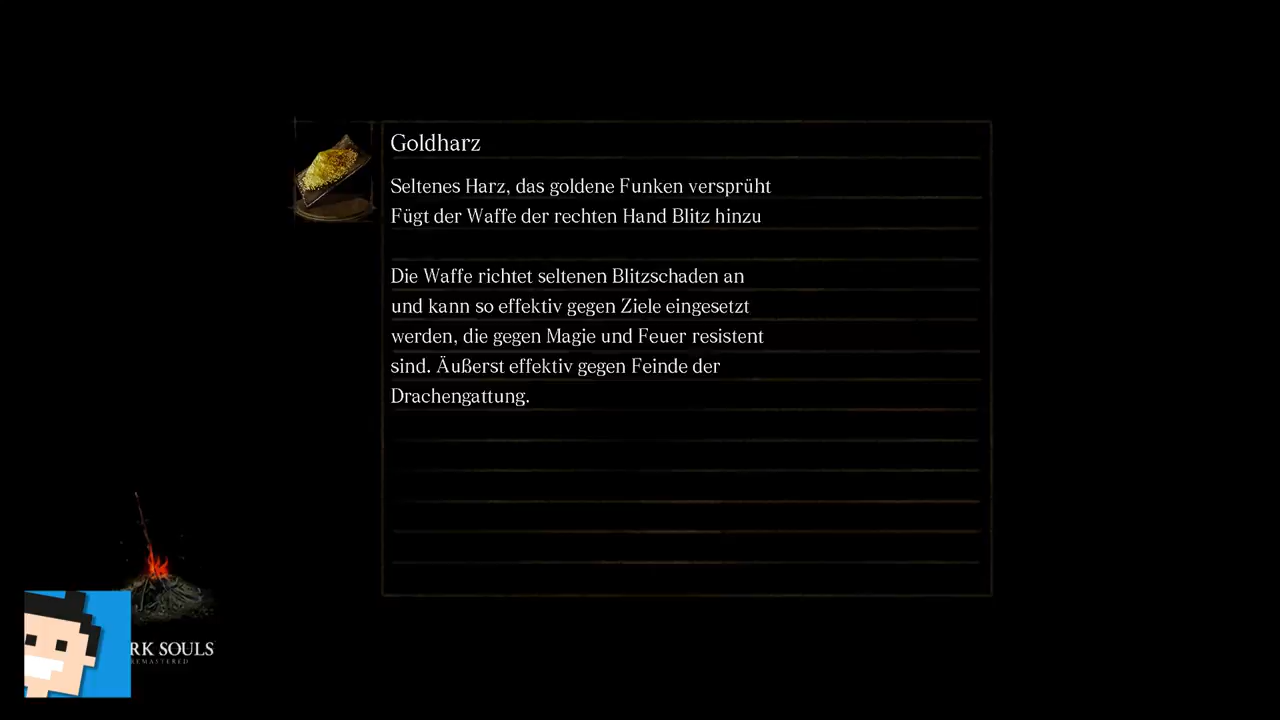 Goldharz
Seltenes Harz, das goldene Funken versprüht
Fügt der Waffe der rechten Hand Blitz hinzu
Die Waffe richtet seltenen Blitzschaden an
und kann so effektiv gegen Ziele eingesetzt
werden, die gegen Magie und Feuer resistent
sind. Äußerst effektiv gegen Feinde der
Drachengattung.
RK SOULS
REMASTERED